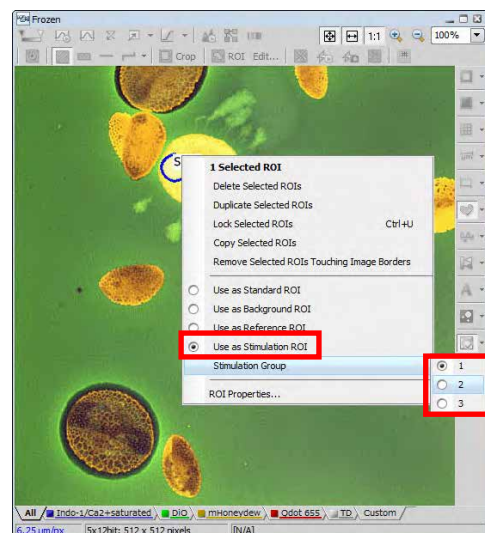 Frozen
1:1
100%
Crop
ROI
Edit...
S
1 Selected ROI
Delete Selected ROIs
Duplicate Selected ROIs
Lock Selected ROIs Ctrl+U
Copy Selected ROIs
Remove Selected ROIs Touching Image Borders
Use as Standard ROI
Use as Background ROI
Use as Reference ROI
Use as Stimulation ROI
Stimulation Group
1
2
3
ROI Properties...
All Indo-1/Ca2+saturated DiO mHoneydew Qdot 655 TD Custom
6.25 um/px 5x12bit: 512 x 512 pixels [N/A]